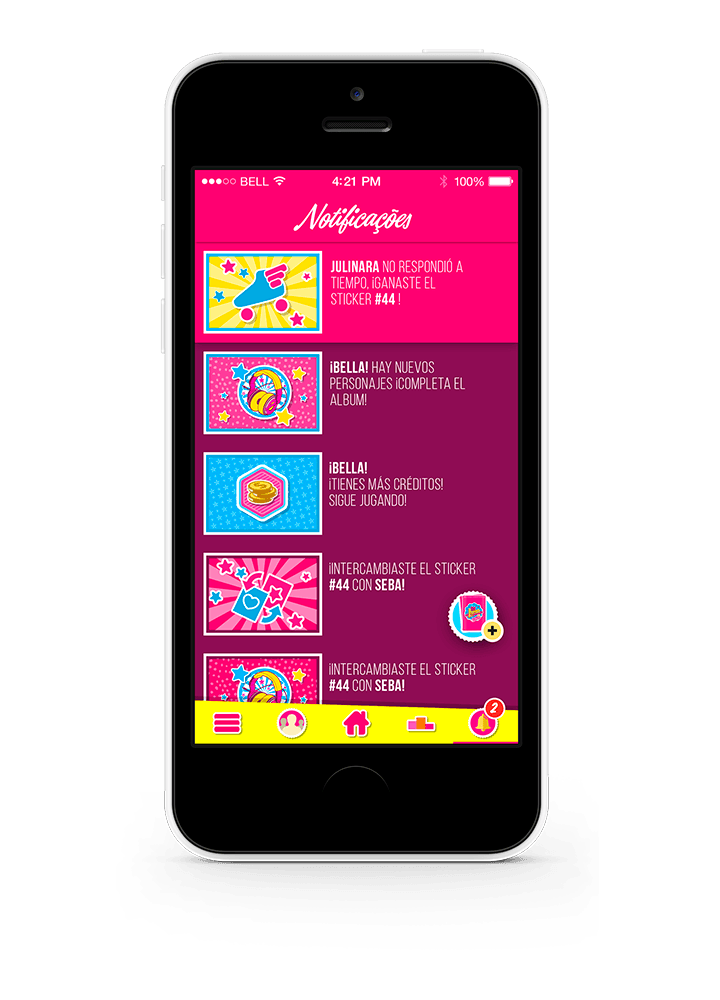 BELL
4:21 PM
100%
Notificações
JULINARA NO RESPONDIÓ A
TIEMPO, ¡GANASTE EL
STICKER #44 !
¡BELLA! HAY NUEVOS
PERSONAJES ¡COMPLETA EL
ALBUM!
¡BELLA!
¡TIENES MÁS CRÉDITOS!
SIGUE JUGANDO!
¡INTERCAMBIASTE EL STICKER
#44 CON SEBA!
¡INTERCAMBIASTE EL STICKER
#44 CON SEBA!
2